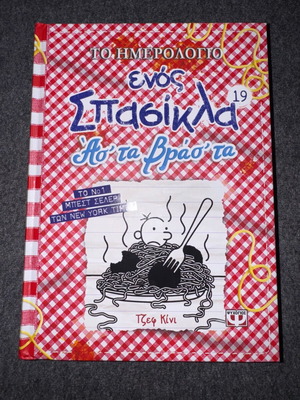 ΤΟ ΗΜΕΡΟΛΟΓΙΟ
ενός
Σπασίκλα 19
Άσ' τα βράσ' τα
ΤΟ Νο1
ΜΠΕΣΤ ΣΕΛΕΡ
ΤΩΝ NEW YORK TIMES
Τζεφ Κίνι
ΨΥΧΟΓΙΟΣ